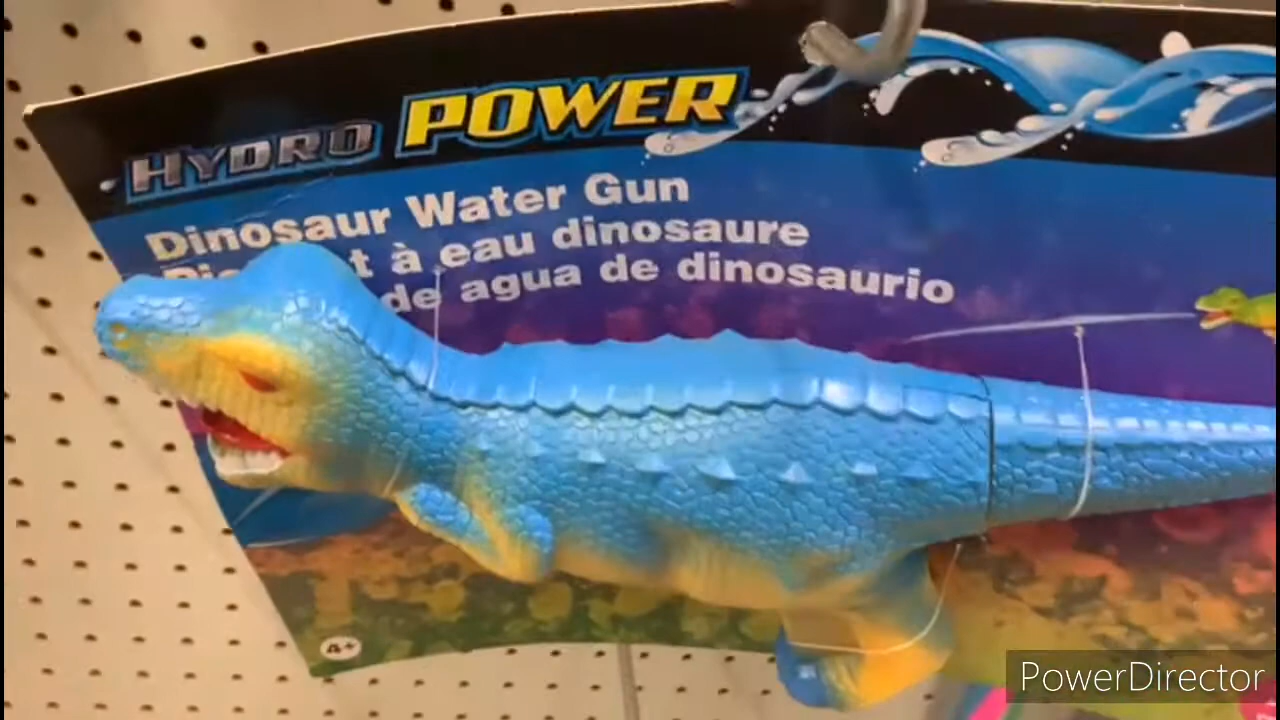 HYDRO POWER
Dinosaur Water Gun
t à eau dinosaure
de agua de dinosaurio
4+
PowerDirector